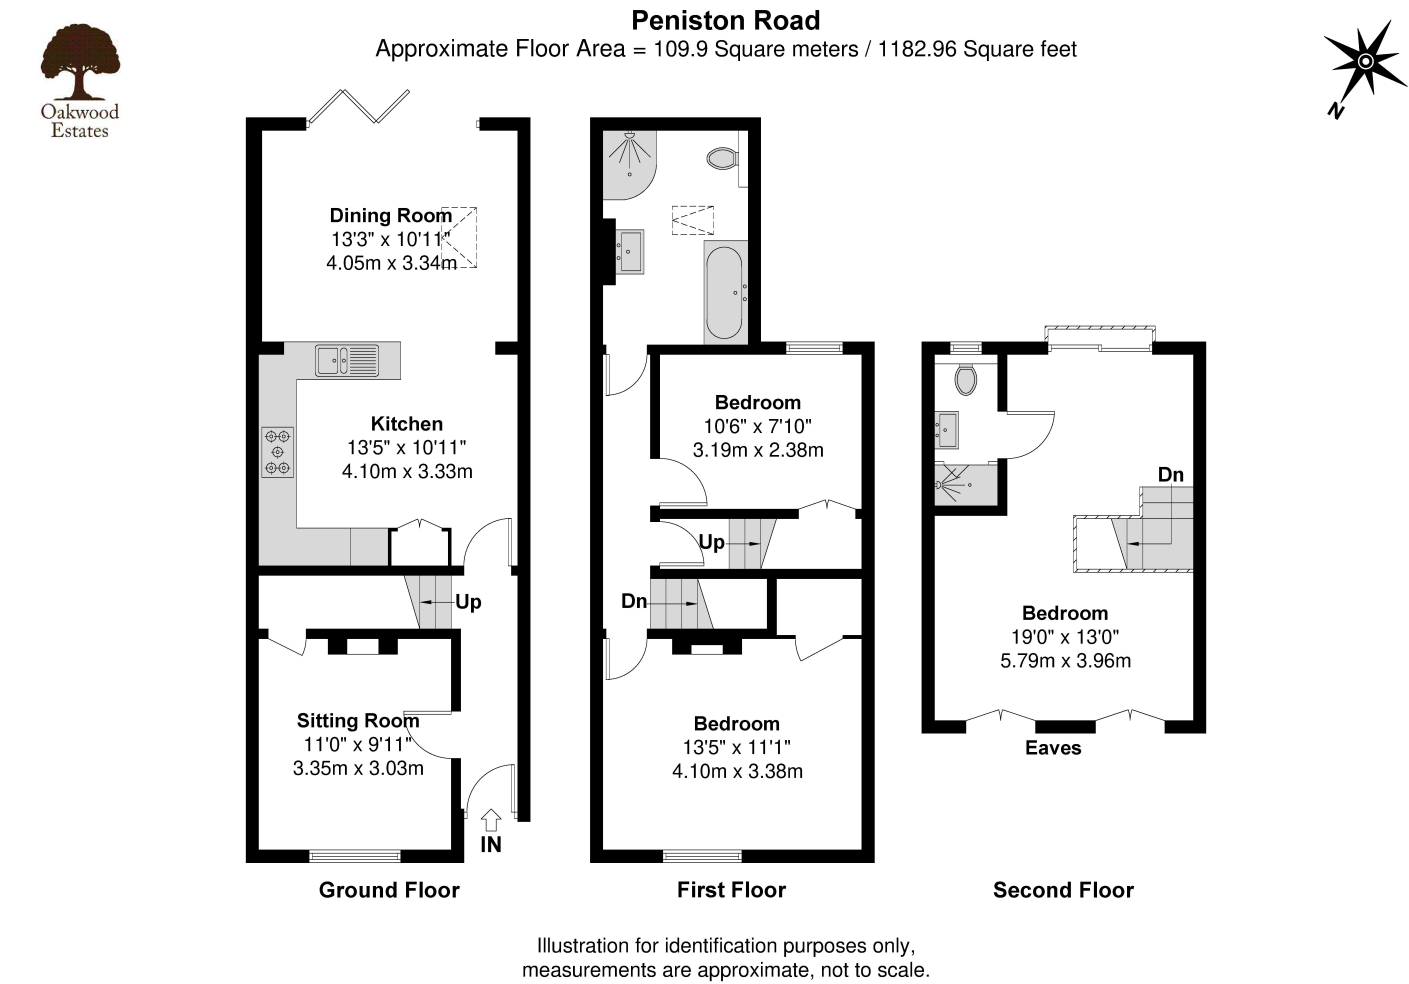 Peniston Road
Approximate Floor Area = 109.9 Square meters / 1182.96 Square feet
Oakwood
Estates
N
Dining Room
13'3" x 10'11"
4.05m x 3.34m
Kitchen
13'5" x 10'11"
4.10m x 3.33m
Up
Sitting Room
11'0" x 9'11"
3.35m x 3.03m
IN
Ground Floor
Bedroom
10'6" x 7'10"
3.19m x 2.38m
Up
Dn
Bedroom
13'5" x 11'1"
4.10m x 3.38m
First Floor
Dn
Bedroom
19'0" x 13'0"
5.79m x 3.96m
Eaves
Second Floor
Illustration for identification purposes only,
measurements are approximate, not to scale.